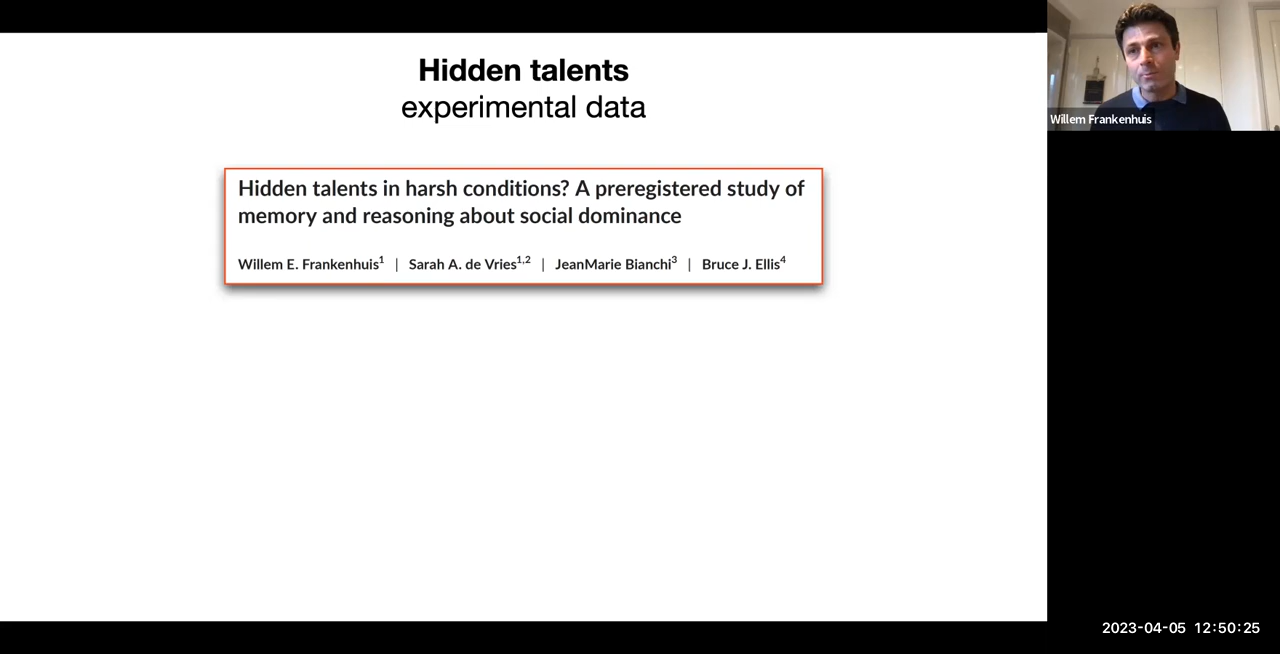 Hidden talents
experimental data
Hidden talents in harsh conditions? A preregistered study of
memory and reasoning about social dominance
Willem E. Frankenhuis¹ | Sarah A. de Vries¹,² | JeanMarie Bianchi³ | Bruce J. Ellis⁴
Willem Frankenhuis
2023-04-05 12:50:25